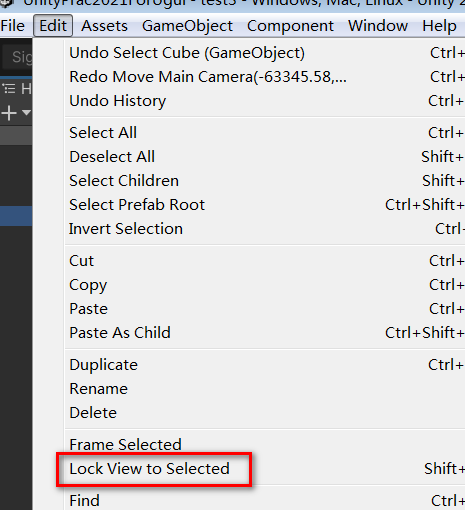 UnityPrac2021ForUgui - test3 - Windows, Mac, Linux - Unity 2
File Edit Assets GameObject Component Window Help
Sig
H
Undo Select Cube (GameObject) Ctrl+
Redo Move Main Camera(-63345.58,... Ctrl+
Undo History Ctrl+
Select All Ctrl+
Deselect All Shift+
Select Children Shift+
Select Prefab Root Ctrl+Shift+
Invert Selection Ctrl
Cut Ctrl+
Copy Ctrl+
Paste Ctrl+
Paste As Child Ctrl+Shift+
Duplicate Ctrl+
Rename
Delete
Frame Selected
Lock View to Selected Shift+
Find Ctrl+